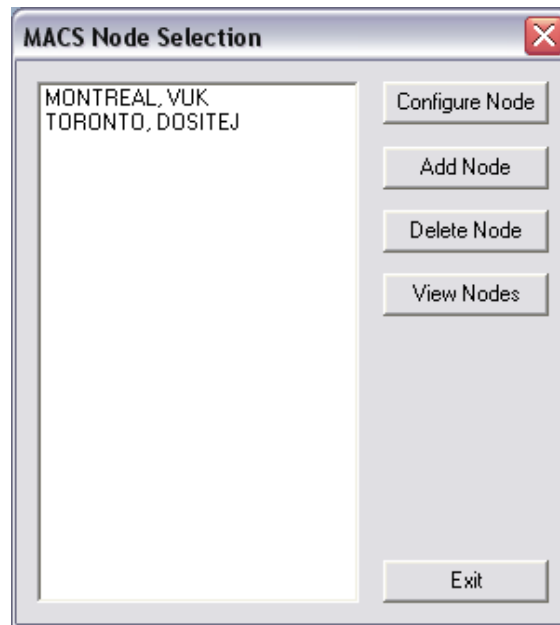 MACS Node Selection
MONTREAL, VUK
TORONTO, DOSITEJ
Configure Node
Add Node
Delete Node
View Nodes
Exit